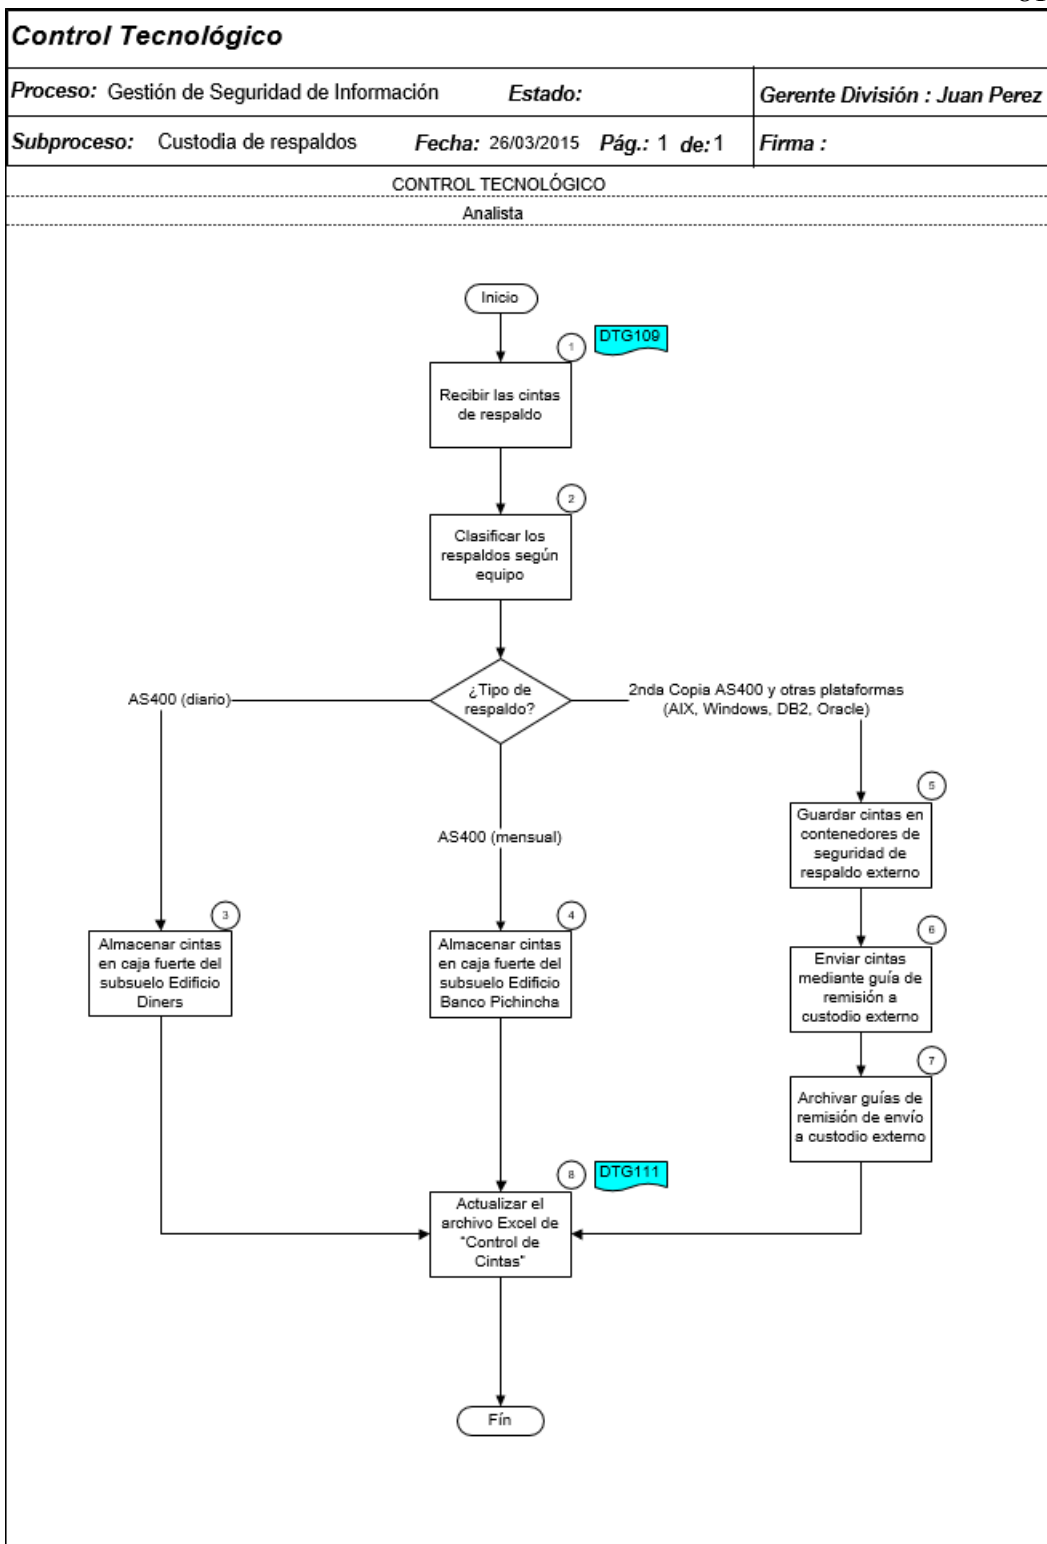 Control Tecnológico
Proceso: Gestión de Seguridad de Información Estado: Gerente División : Juan Perez
Subproceso: Custodia de respaldos Fecha: 26/03/2015 Pág.: 1 de: 1 Firma :
CONTROL TECNOLÓGICO
Analista
Inicio
1
DTG109
Recibir las cintas
de respaldo
2
Clasificar los
respaldos según
equipo
¿Tipo de
respaldo?
AS400 (diario)
2nda Copia AS400 y otras plataformas
(AIX, Windows, DB2, Oracle)
AS400 (mensual)
5
Guardar cintas en
contenedores de
seguridad de
respaldo externo
3
Almacenar cintas
en caja fuerte del
subsuelo Edificio
Diners
4
Almacenar cintas
en caja fuerte del
subsuelo Edificio
Banco Pichincha
6
Enviar cintas
mediante guía de
remisión a
custodio externo
7
Archivar guías de
remisión de envío
a custodio externo
8
DTG111
Actualizar el
archivo Excel de
"Control de
Cintas"
Fín